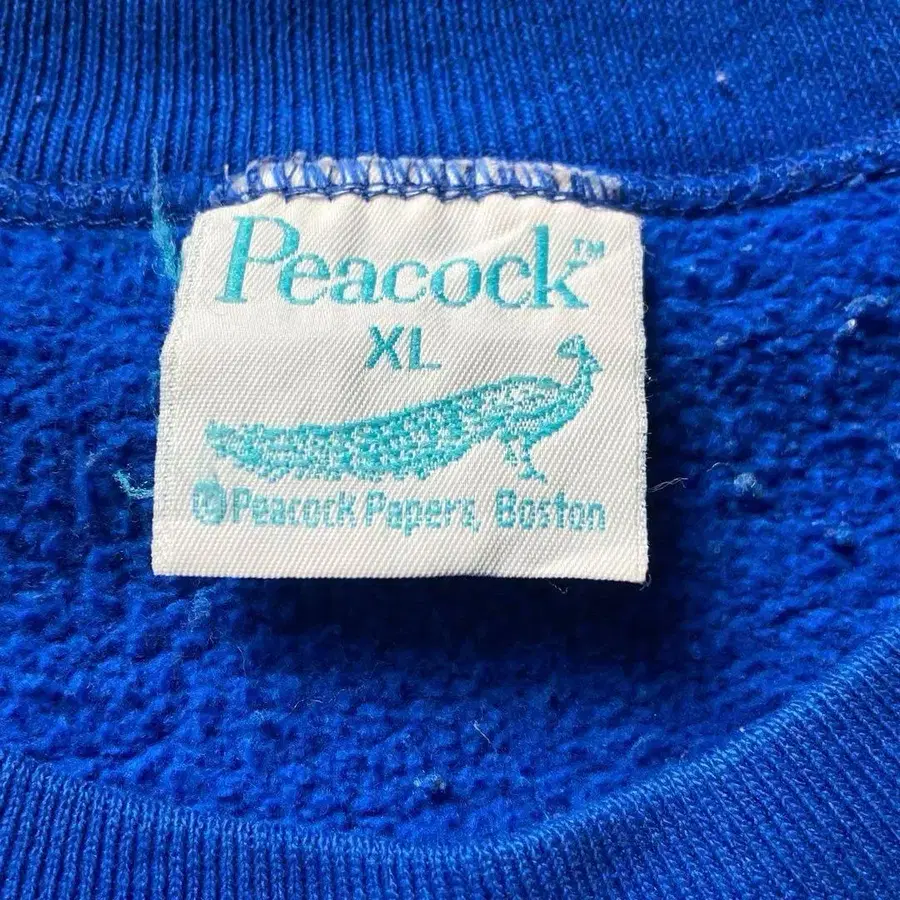 Peacock™
XL
©Peacock Papers, Boston